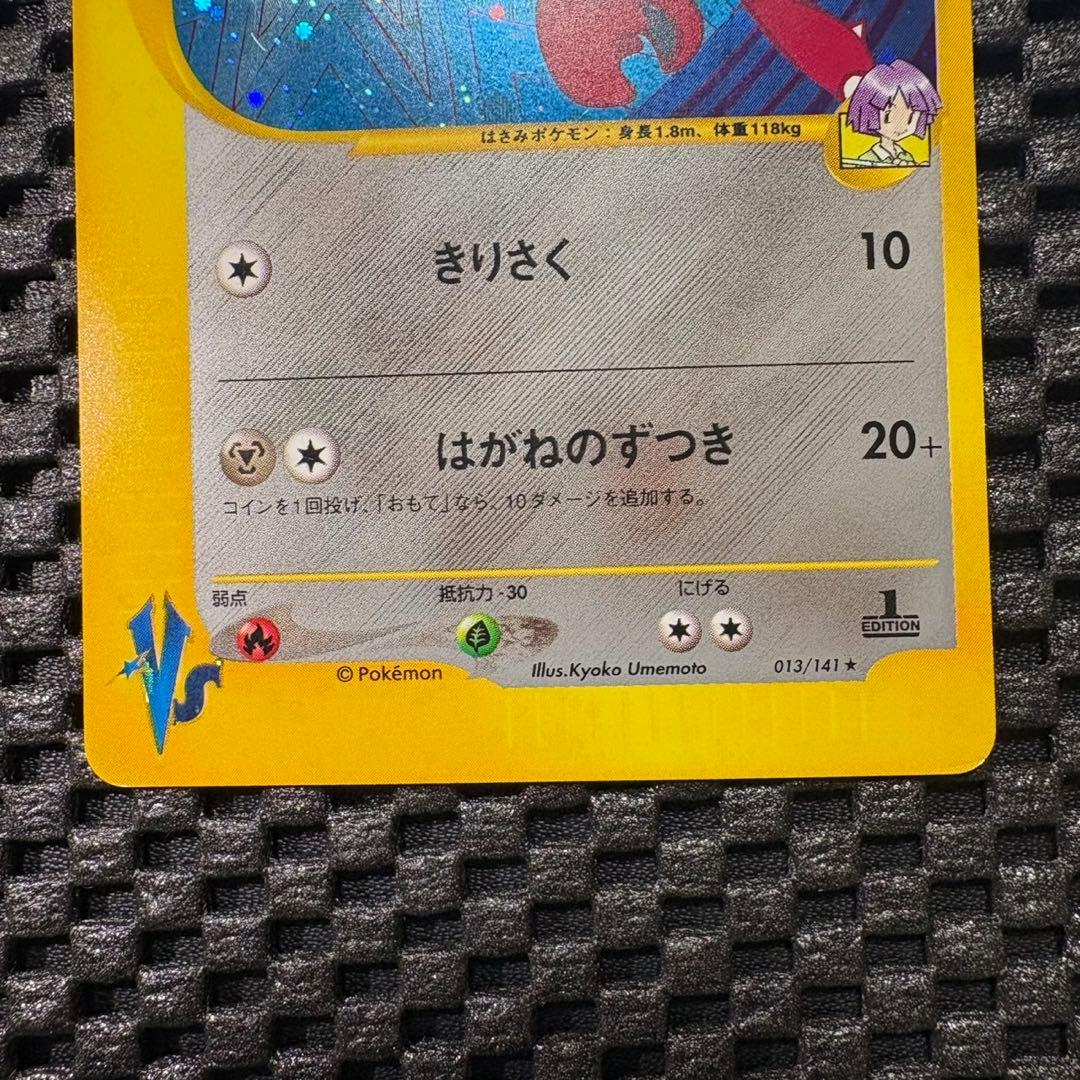 はさみポケモン：身長1.8m、体重118kg
きりさく 10
はがねのずつき 20+
コインを1回投げ、「おもて」なら、10ダメージを追加する。
弱点 抵抗力 -30 にげる
1 EDITION
© Pokémon Illus.Kyoko Umemoto 013/141★
VS